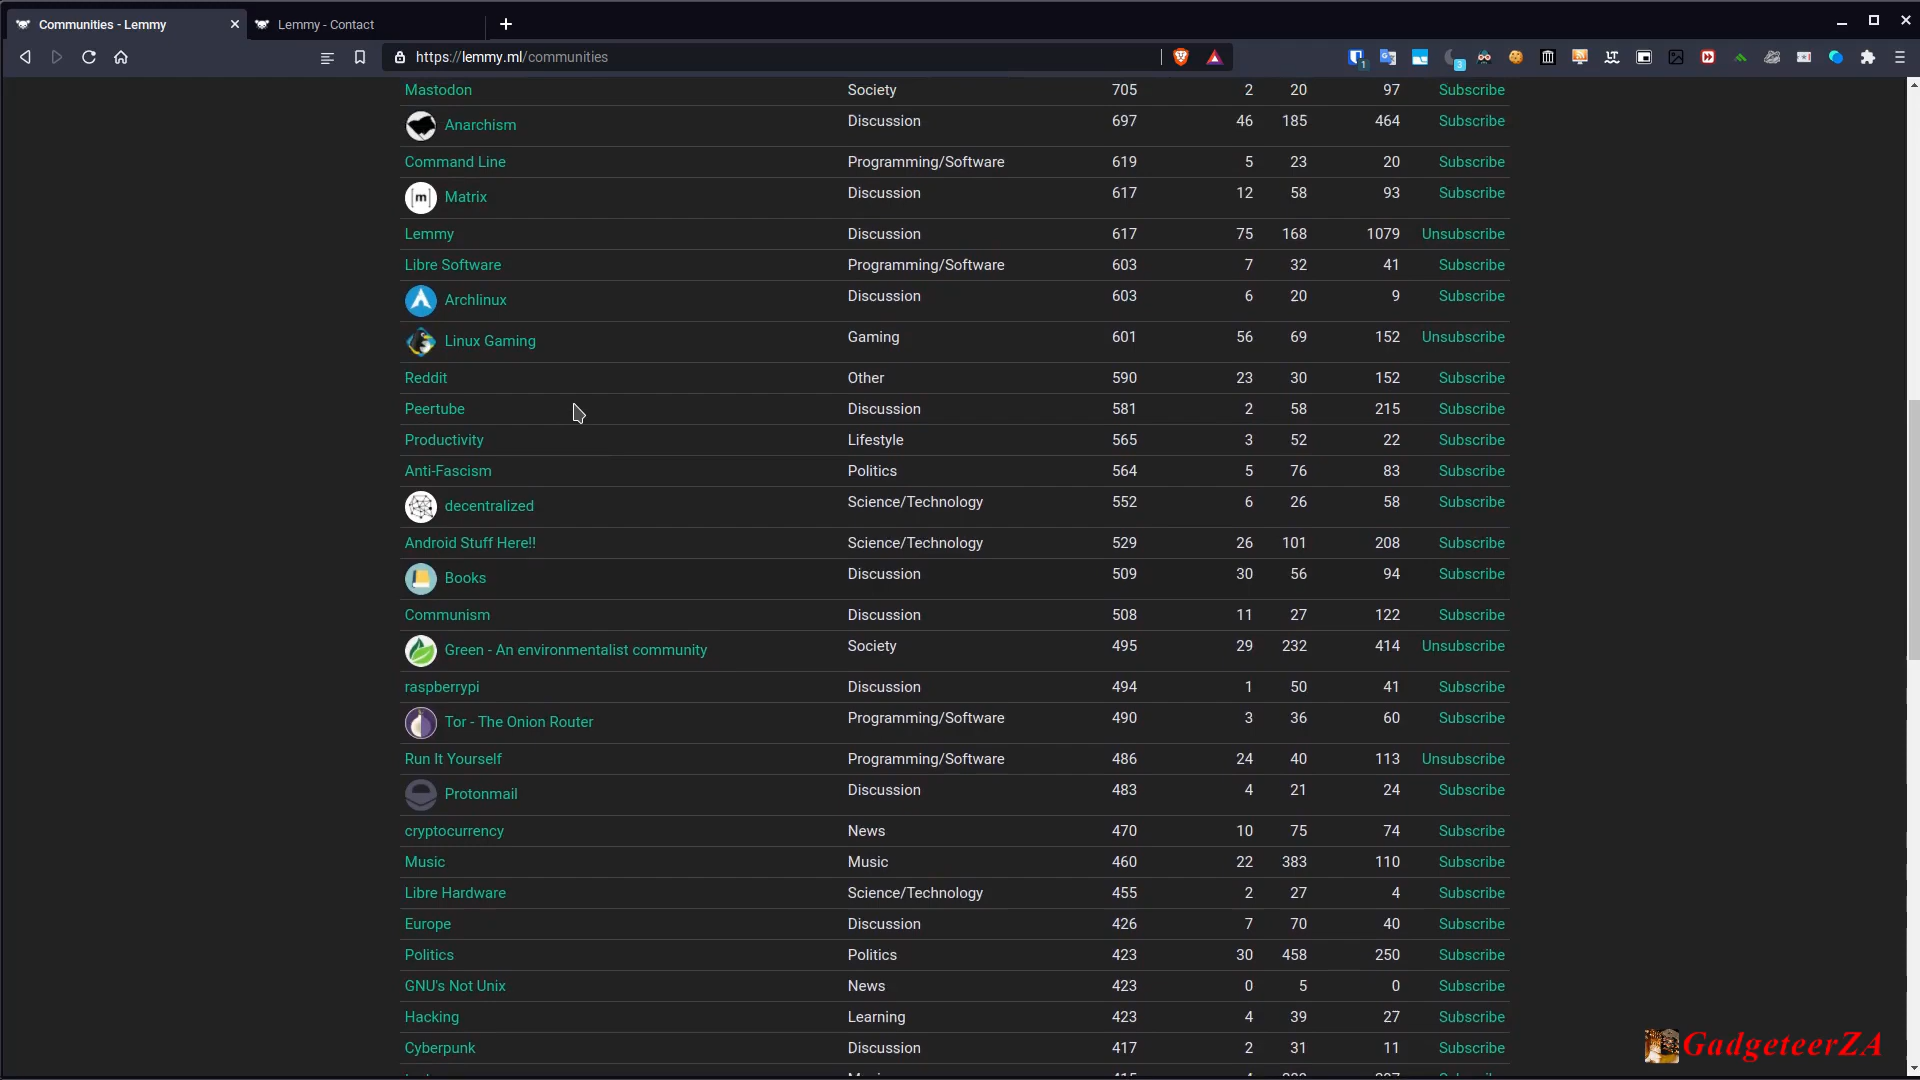 Communities - Lemmy
Lemmy - Contact
https://lemmy.ml/communities
1
3
Mastodon Society 705 2 20 97 Subscribe
Anarchism Discussion 697 46 185 464 Subscribe
Command Line Programming/Software 619 5 23 20 Subscribe
[m] Matrix Discussion 617 12 58 93 Subscribe
Lemmy Discussion 617 75 168 1079 Unsubscribe
Libre Software Programming/Software 603 7 32 41 Subscribe
Archlinux Discussion 603 6 20 9 Subscribe
Linux Gaming Gaming 601 56 69 152 Unsubscribe
Reddit Other 590 23 30 152 Subscribe
Peertube Discussion 581 2 58 215 Subscribe
Productivity Lifestyle 565 3 52 22 Subscribe
Anti-Fascism Politics 564 5 76 83 Subscribe
decentralized Science/Technology 552 6 26 58 Subscribe
Android Stuff Here!! Science/Technology 529 26 101 208 Subscribe
Books Discussion 509 30 56 94 Subscribe
Communism Discussion 508 11 27 122 Subscribe
Green - An environmentalist community Society 495 29 232 414 Unsubscribe
raspberrypi Discussion 494 1 50 41 Subscribe
Tor - The Onion Router Programming/Software 490 3 36 60 Subscribe
Run It Yourself Programming/Software 486 24 40 113 Unsubscribe
Protonmail Discussion 483 4 21 24 Subscribe
cryptocurrency News 470 10 75 74 Subscribe
Music Music 460 22 383 110 Subscribe
Libre Hardware Science/Technology 455 2 27 4 Subscribe
Europe Discussion 426 7 70 40 Subscribe
Politics Politics 423 30 458 250 Subscribe
GNU's Not Unix News 423 0 5 0 Subscribe
Hacking Learning 423 4 39 27 Subscribe
Cyberpunk Discussion 417 2 31 11 Subscribe
GadgeteerZA